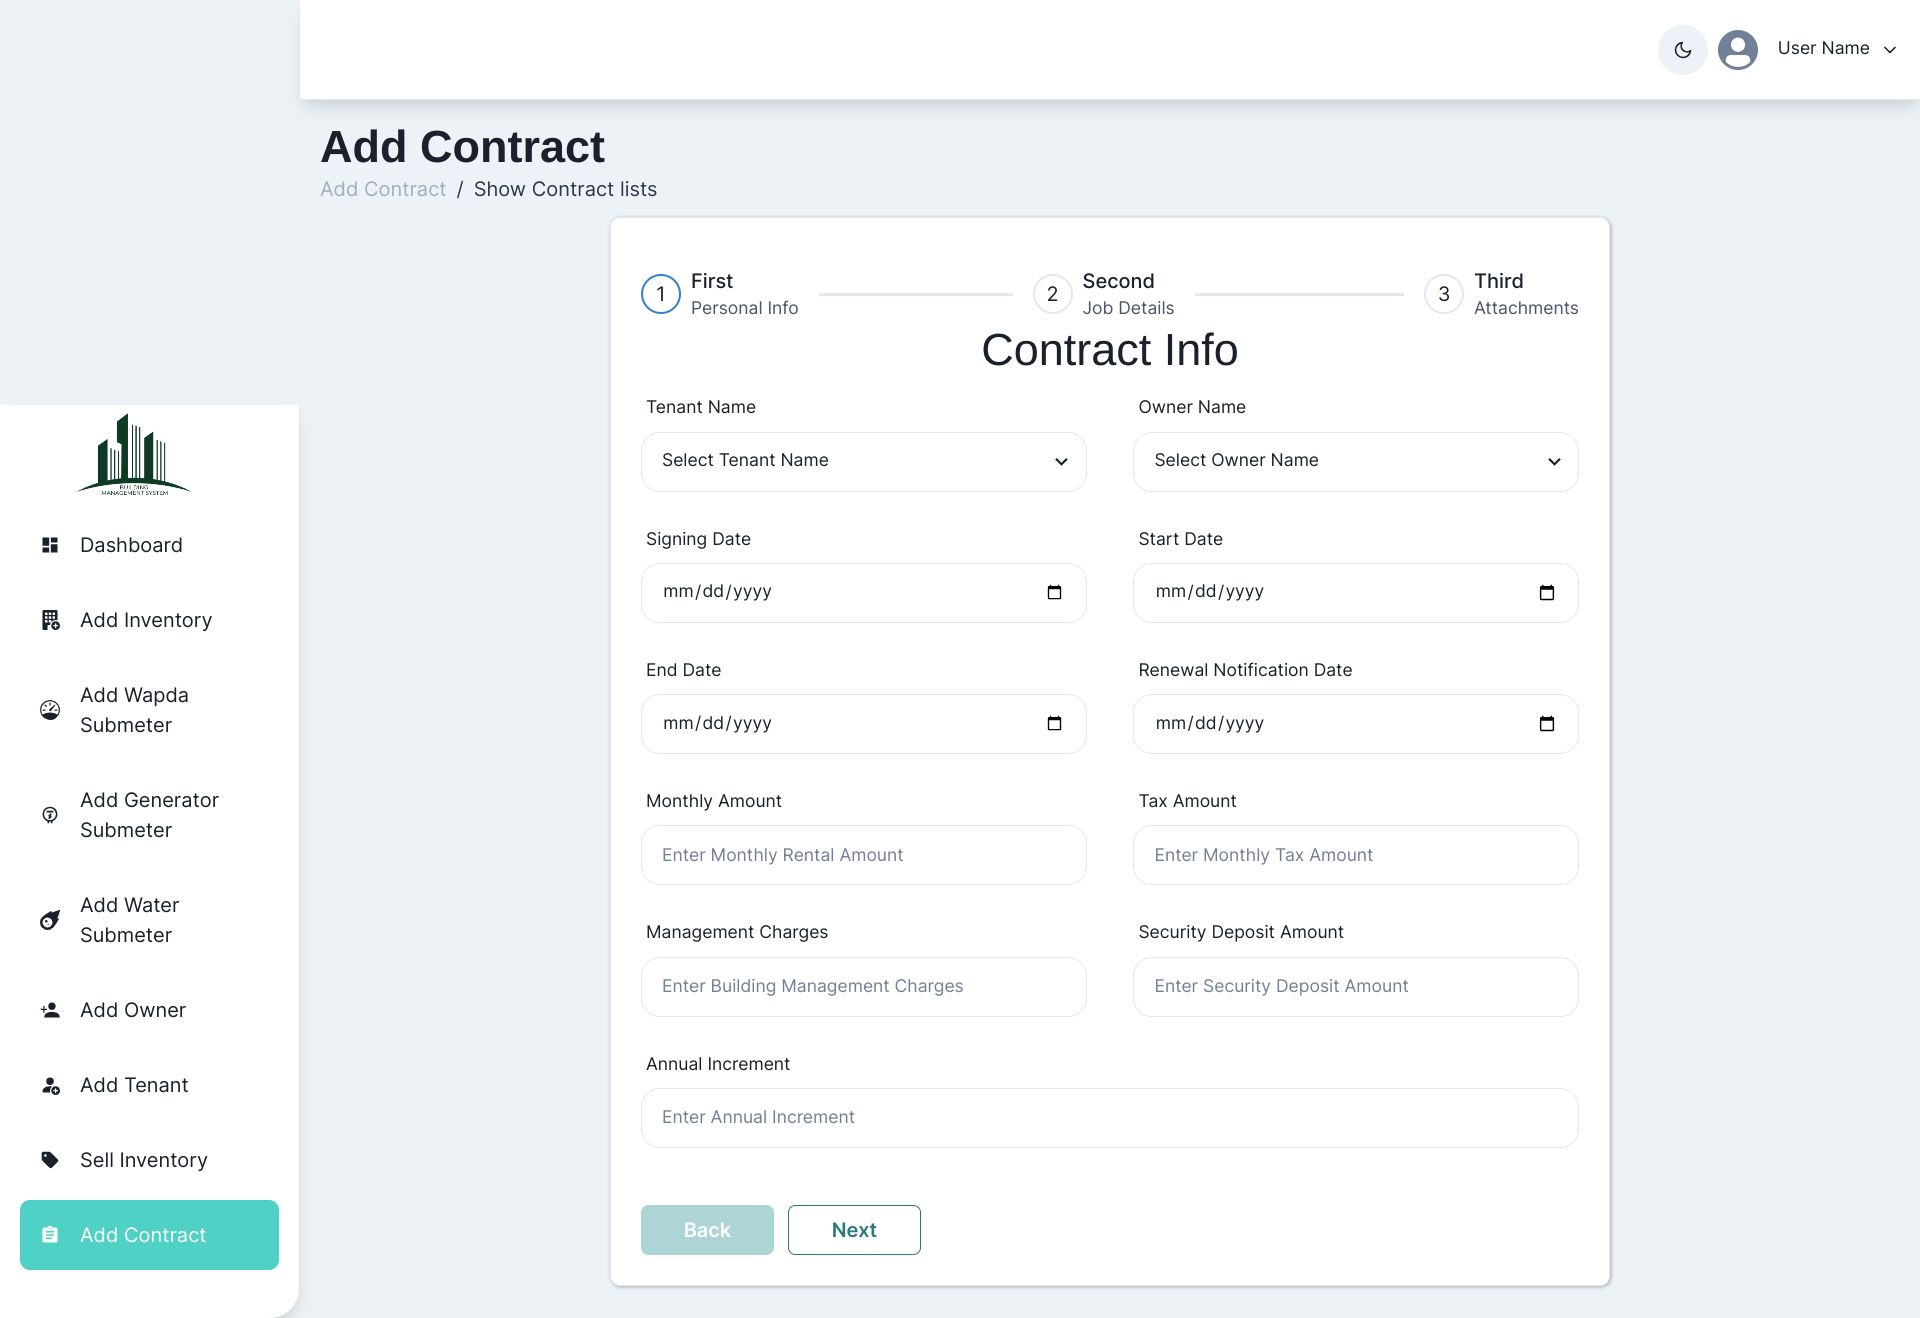 User Name
Add Contract
Add Contract / Show Contract lists
1
First
Personal Info
2
Second
Job Details
3
Third
Attachments
Contract Info
Tenant Name
Owner Name
Select Tenant Name
Select Owner Name
Signing Date
Start Date
mm/dd/yyyy
mm/dd/yyyy
End Date
Renewal Notification Date
mm/dd/yyyy
mm/dd/yyyy
Monthly Amount
Tax Amount
Enter Monthly Rental Amount
Enter Monthly Tax Amount
Management Charges
Security Deposit Amount
Enter Building Management Charges
Enter Security Deposit Amount
Annual Increment
Enter Annual Increment
Back
Next
BUILDING
MANAGEMENT SYSTEM
Dashboard
Add Inventory
Add Wapda
Submeter
Add Generator
Submeter
Add Water
Submeter
Add Owner
Add Tenant
Sell Inventory
Add Contract